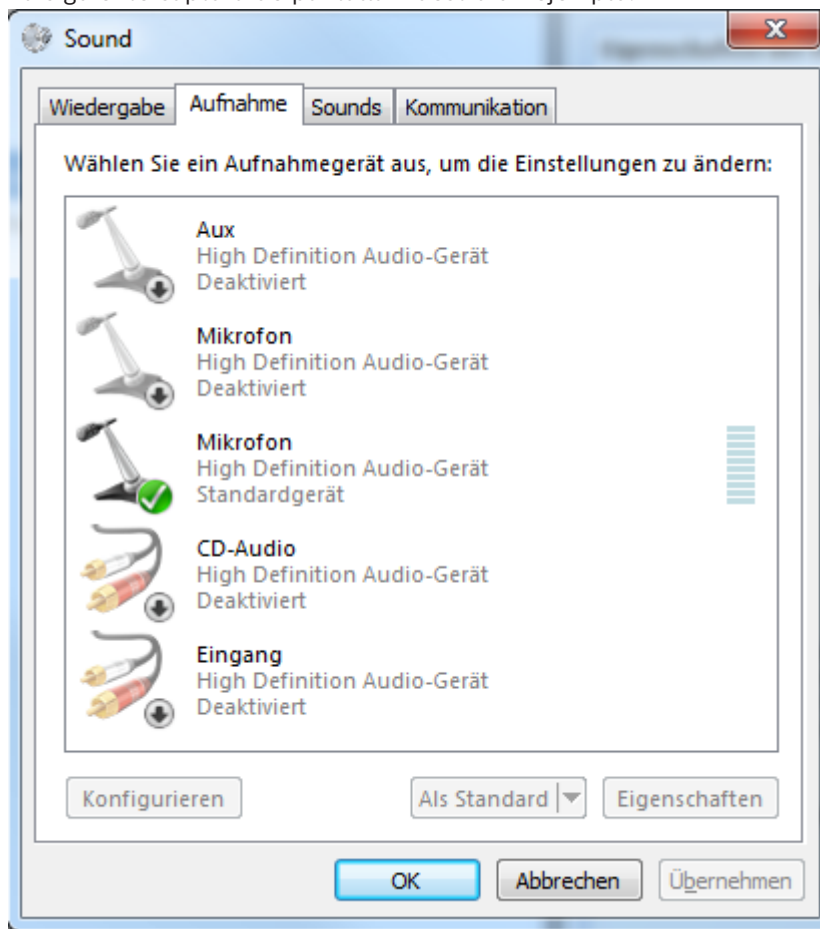 Sound
Wiedergabe Aufnahme Sounds Kommunikation
Wählen Sie ein Aufnahmegerät aus, um die Einstellungen zu ändern:
Aux
High Definition Audio-Gerät
Deaktiviert
Mikrofon
High Definition Audio-Gerät
Deaktiviert
Mikrofon
High Definition Audio-Gerät
Standardgerät
CD-Audio
High Definition Audio-Gerät
Deaktiviert
Eingang
High Definition Audio-Gerät
Deaktiviert
Konfigurieren Als Standard Eigenschaften
OK Abbrechen Übernehmen